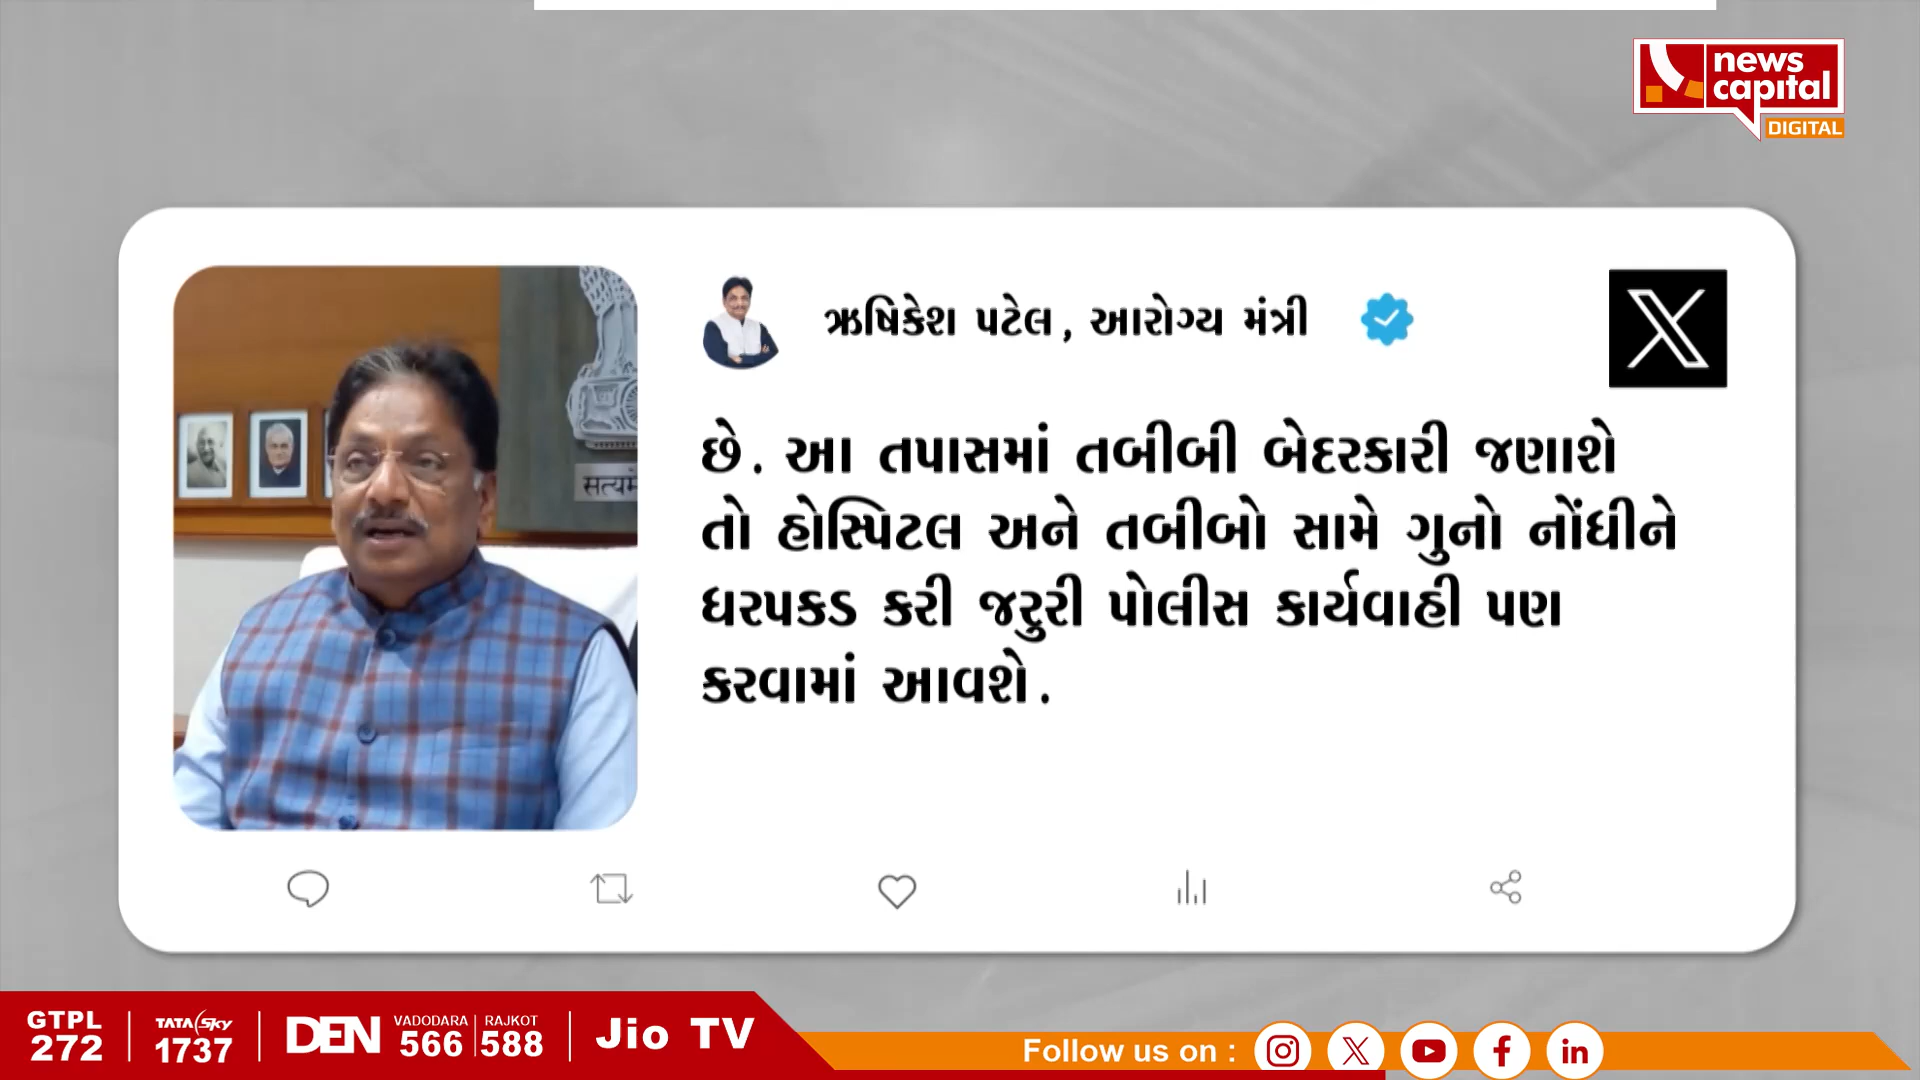 news
capital
DIGITAL
ઋષિકેશ પટેલ, આરોગ્ય મંત્રી
છે. આ તપાસમાં તબીબી બેદરકારી જણાશે
તો હોસ્પિટલ અને તબીબો સામે ગુનો નોંધીને
ધરપકડ કરી જરુરી પોલીસ કાર્યવાહી પણ
કરવામાં આવશે.
GTPL
272
TATA Sky
1737
DEN
VADODARA
566
RAJKOT
588
Jio TV
Follow us on :